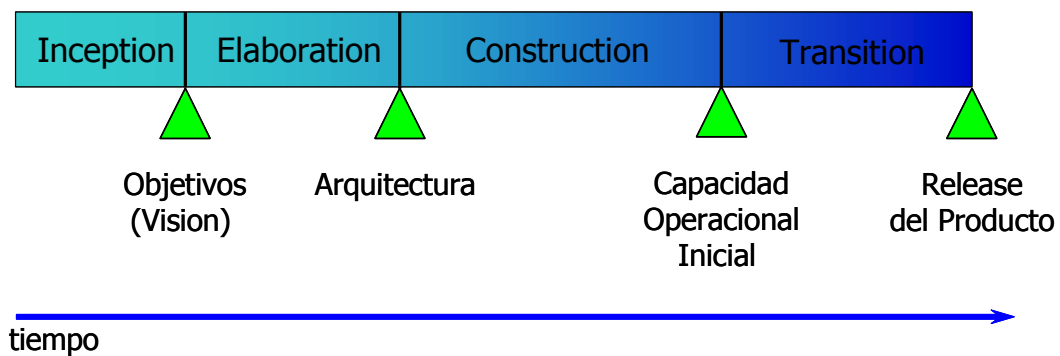 Inception Elaboration Construction Transition
Objetivos
(Vision)
Arquitectura
Capacidad
Operacional
Inicial
Release
del Producto
tiempo